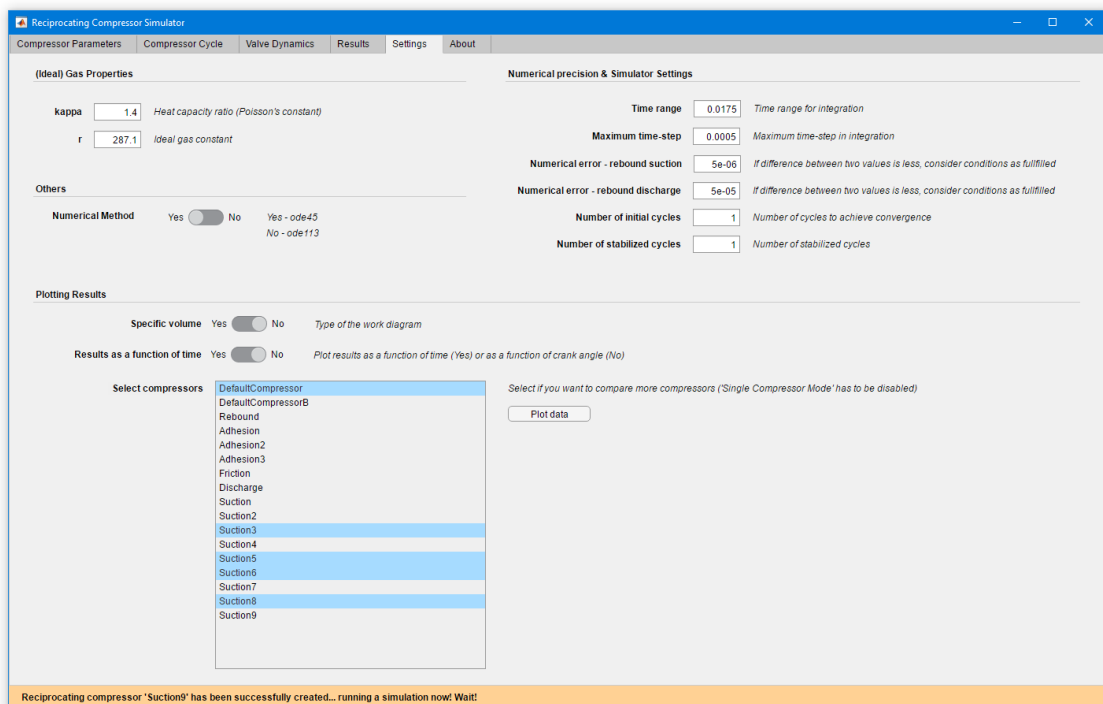 Reciprocating Compressor Simulator
Compressor Parameters Compressor Cycle Valve Dynamics Results Settings About
(Ideal) Gas Properties
kappa 1.4 Heat capacity ratio (Poisson's constant)
r 287.1 Ideal gas constant
Others
Numerical Method Yes No Yes - ode45
No - ode113
Numerical precision & Simulator Settings
Time range 0.0175 Time range for integration
Maximum time-step 0.0005 Maximum time-step in integration
Numerical error - rebound suction 5e-06 If difference between two values is less, consider conditions as fullfilled
Numerical error - rebound discharge 5e-05 If difference between two values is less, consider conditions as fullfilled
Number of initial cycles 1 Number of cycles to achieve convergence
Number of stabilized cycles 1 Number of stabilized cycles
Plotting Results
Specific volume Yes No Type of the work diagram
Results as a function of time Yes No Plot results as a function of time (Yes) or as a function of crank angle (No)
Select compressors DefaultCompressor Select if you want to compare more compressors ('Single Compressor Mode' has to be disabled)
DefaultCompressorB
Rebound
Plot data
Adhesion
Adhesion2
Adhesion3
Friction
Discharge
Suction
Suction2
Suction3
Suction4
Suction5
Suction6
Suction7
Suction8
Suction9
Reciprocating compressor 'Suction9' has been successfully created... running a simulation now! Wait!